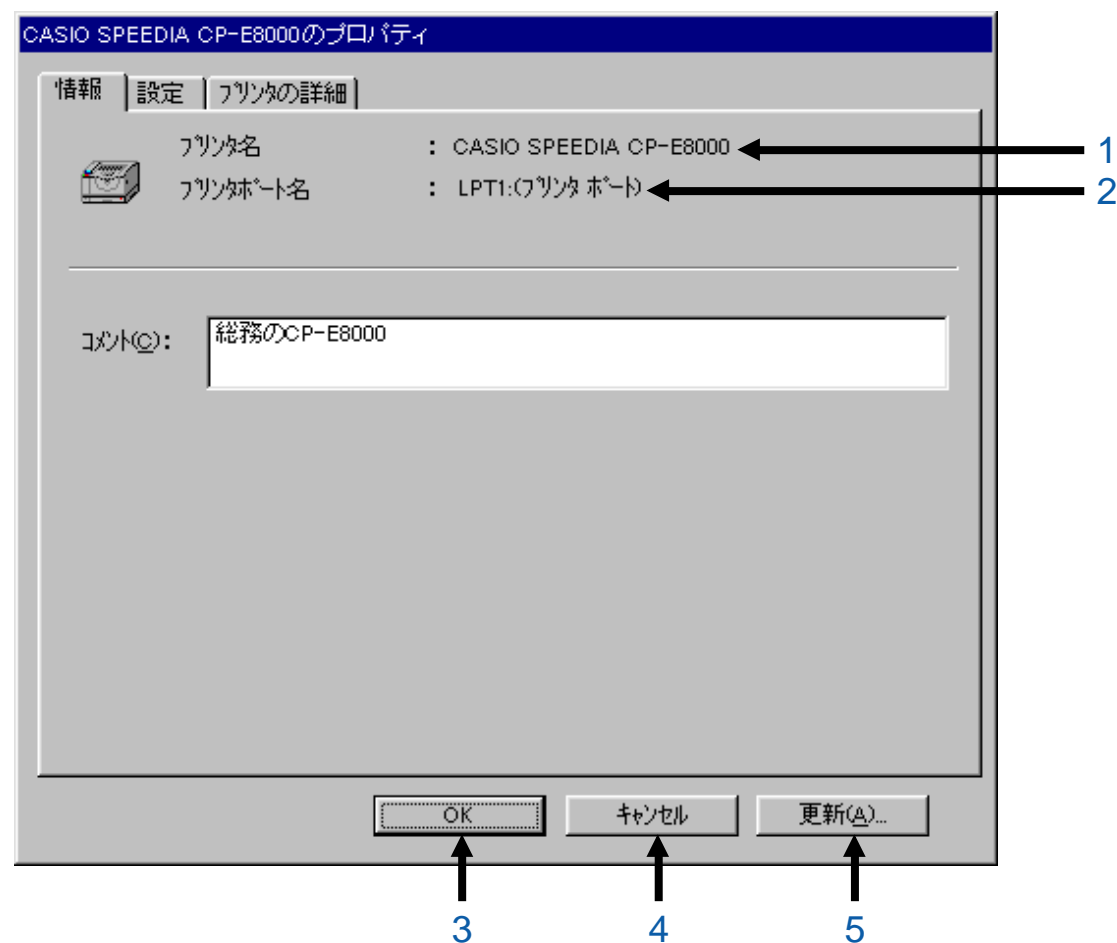 CASIO SPEEDIA CP-E8000のプロパティ
情報 設定 プリンタの詳細
プリンタ名 : CASIO SPEEDIA CP-E8000 1
プリンタポート名 : LPT1:(プリンタ ポート) 2
コメント(C): 総務のCP-E8000
OK キャンセル 更新(A)...
3 4 5